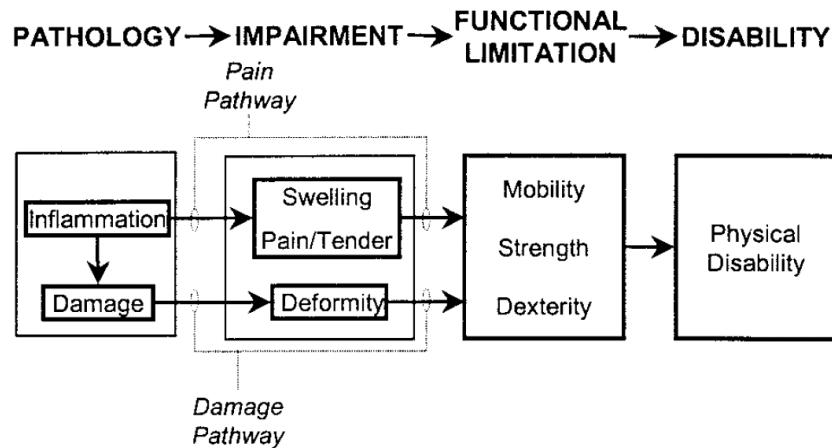 PATHOLOGY IMPAIRMENT FUNCTIONAL LIMITATION DISABILITY
Pain
Pathway
Inflammation
Damage
Swelling
Pain/Tender
Deformity
Mobility
Strength
Dexterity
Physical
Disability
Damage
Pathway